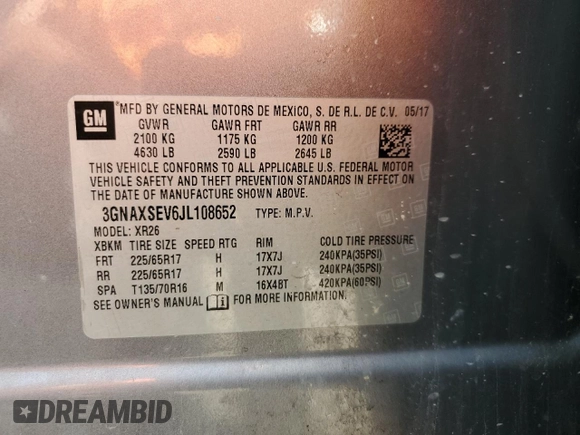 GM MFD BY GENERAL MOTORS DE MEXICO, S. DE R.L. DE C.V. 05/17
GVWR GAWR FRT GAWR RR
2100 KG 1175 KG 1200 KG
4630 LB 2590 LB 2645 LB
THIS VEHICLE CONFORMS TO ALL APPLICABLE U.S. FEDERAL MOTOR
VEHICLE SAFETY AND THEFT PREVENTION STANDARDS IN EFFECT ON
THE DATE OF MANUFACTURE SHOWN ABOVE.
3GNAXSEV6JL108652 TYPE: M.P.V.
MODEL: XR26
XBKM TIRE SIZE SPEED RTG RIM COLD TIRE PRESSURE
FRT 225/65R17 H 17X7J 240KPA(35PSI)
RR 225/65R17 H 17X7J 240KPA(35PSI)
SPA T135/70R16 M 16X4BT 420KPA(60PSI)
SEE OWNER'S MANUAL FOR MORE INFORMATION.
DREAMBID